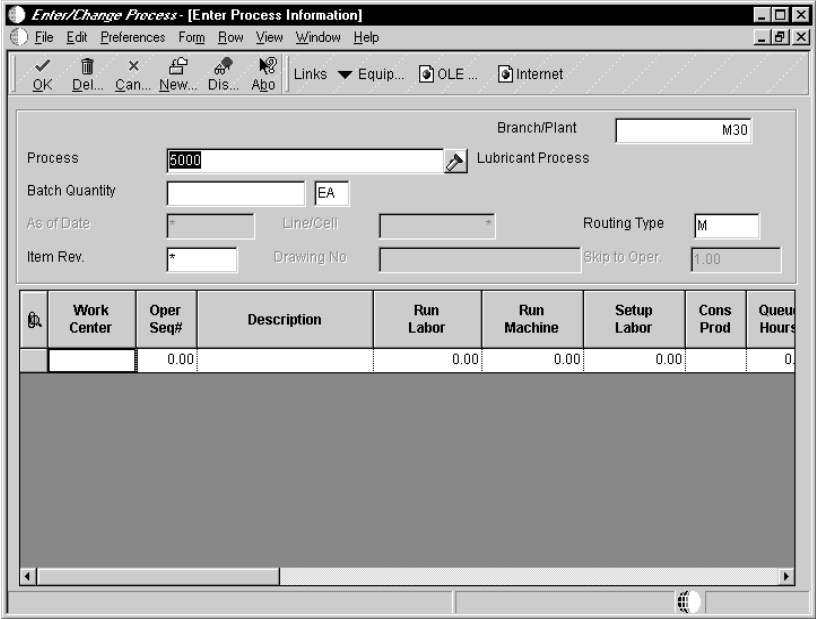 Enter/Change Process - [Enter Process Information]
File Edit Preferences Form Row View Window Help
OK Del... Can... New... Dis... Abo Links Equip... OLE ... Internet
Branch/Plant M30
Process 5000 Lubricant Process
Batch Quantity EA
As of Date * Line/Cell * Routing Type M
Item Rev. * Drawing No Skip to Oper. 1.00
Work Center Oper Seq# Description Run Labor Run Machine Setup Labor Cons Prod Queue Hours
0.00 0.00 0.00 0.00 0.